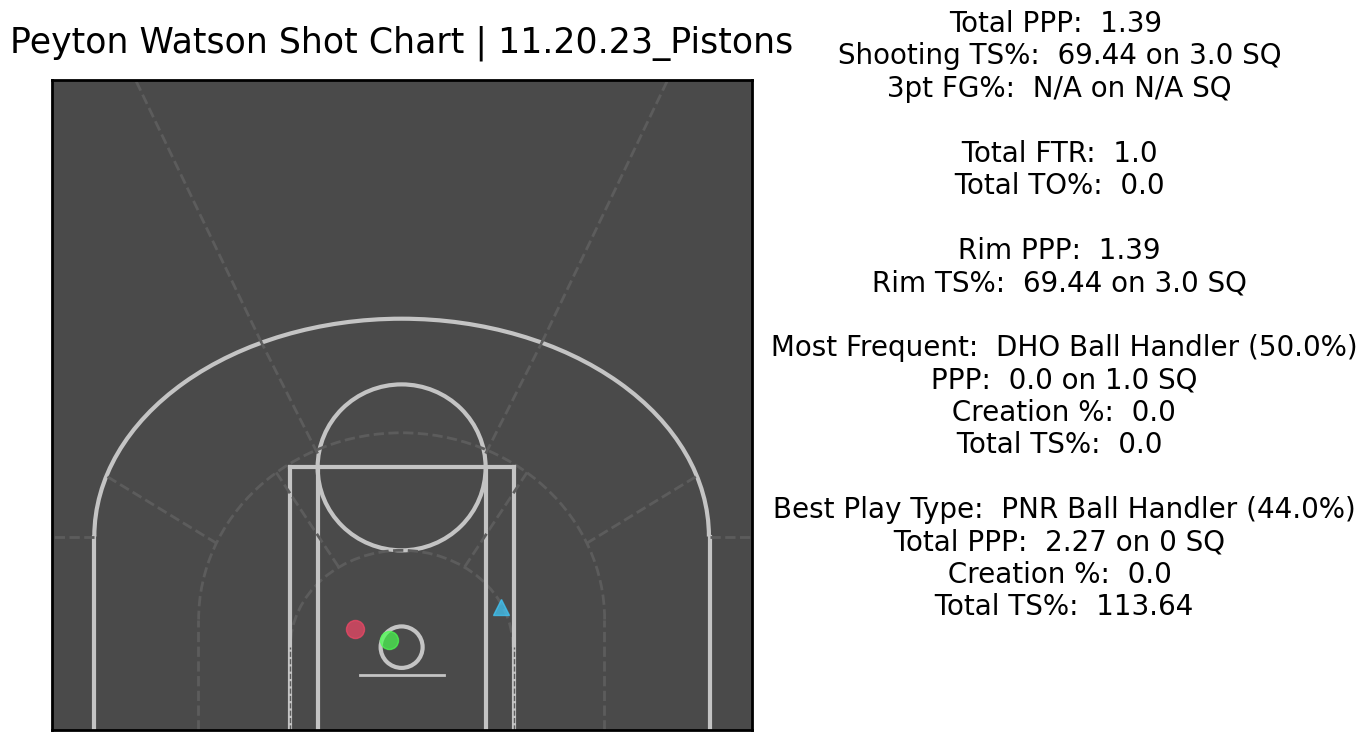 Peyton Watson Shot Chart | 11.20.23_Pistons
Total PPP:  1.39
Shooting TS%:  69.44 on 3.0 SQ
3pt FG%:  N/A on N/A SQ
Total FTR:  1.0
Total TO%:  0.0
Rim PPP:  1.39
Rim TS%:  69.44 on 3.0 SQ
Most Frequent:  DHO Ball Handler (50.0%)
PPP:  0.0 on 1.0 SQ
Creation %:  0.0
Total TS%:  0.0
Best Play Type:  PNR Ball Handler (44.0%)
Total PPP:  2.27 on 0 SQ
Creation %:  0.0
Total TS%:  113.64